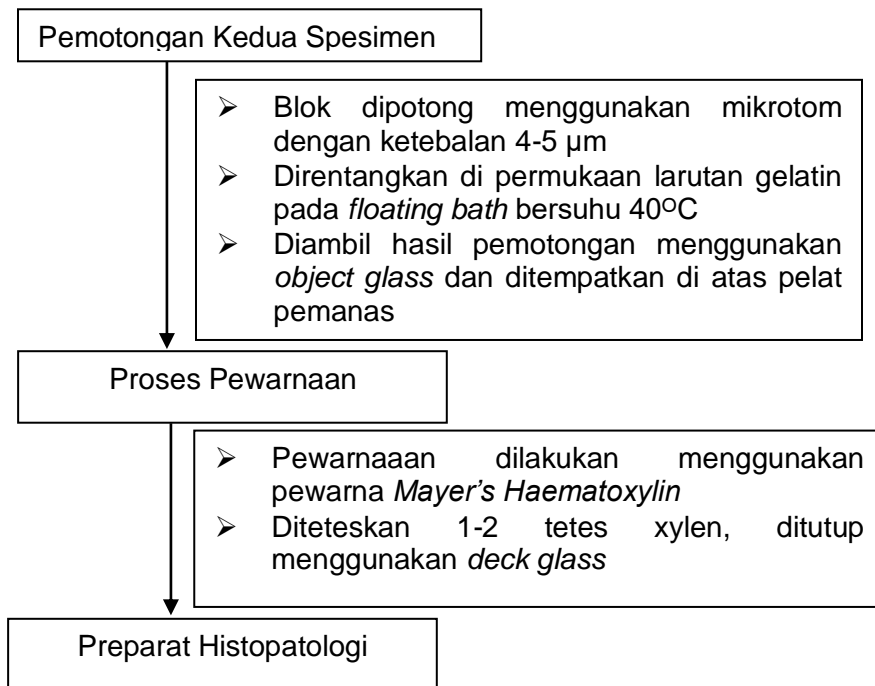 Pemotongan Kedua Spesimen
➢ Blok dipotong menggunakan mikrotom
dengan ketebalan 4-5 µm
➢ Direntangkan di permukaan larutan gelatin
pada floating bath bersuhu 40ᴼC
➢ Diambil hasil pemotongan menggunakan
object glass dan ditempatkan di atas pelat
pemanas
Proses Pewarnaan
➢ Pewarnaaan dilakukan menggunakan
pewarna Mayer’s Haematoxylin
➢ Diteteskan 1-2 tetes xylen, ditutup
menggunakan deck glass
Preparat Histopatologi